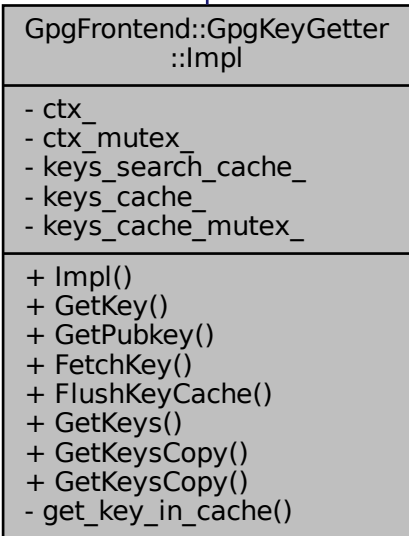 GpgFrontend::GpgKeyGetter
::Impl
- ctx_
- ctx_mutex_
- keys_search_cache_
- keys_cache_
- keys_cache_mutex_
+ Impl()
+ GetKey()
+ GetPubkey()
+ FetchKey()
+ FlushKeyCache()
+ GetKeys()
+ GetKeysCopy()
+ GetKeysCopy()
- get_key_in_cache()